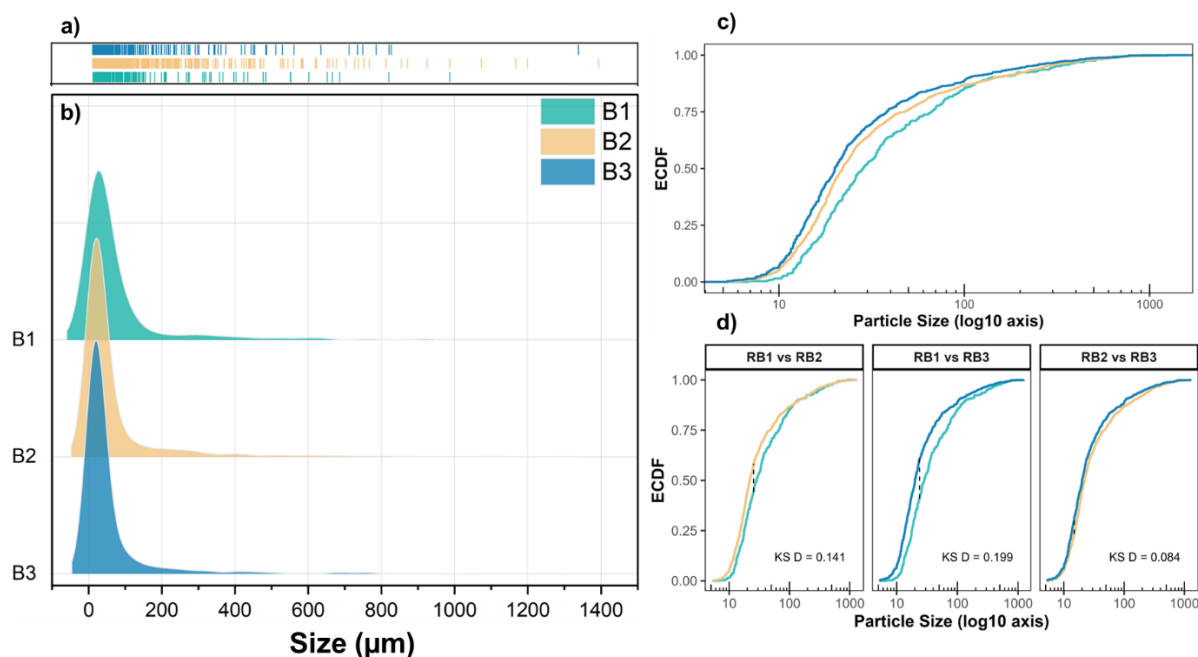 a)
b)
B1
B2
B3
B1
B2
B3
0 200 400 600 800 1000 1200 1400
Size (µm)
c)
ECDF
1.00
0.75
0.50
0.25
0.00
10 100 1000
Particle Size (log10 axis)
d)
RB1 vs RB2 RB1 vs RB3 RB2 vs RB3
ECDF
1.00
0.75
0.50
0.25
0.00
KS D = 0.141 KS D = 0.199 KS D = 0.084
10 100 1000 10 100 1000 10 100 1000
Particle Size (log10 axis)